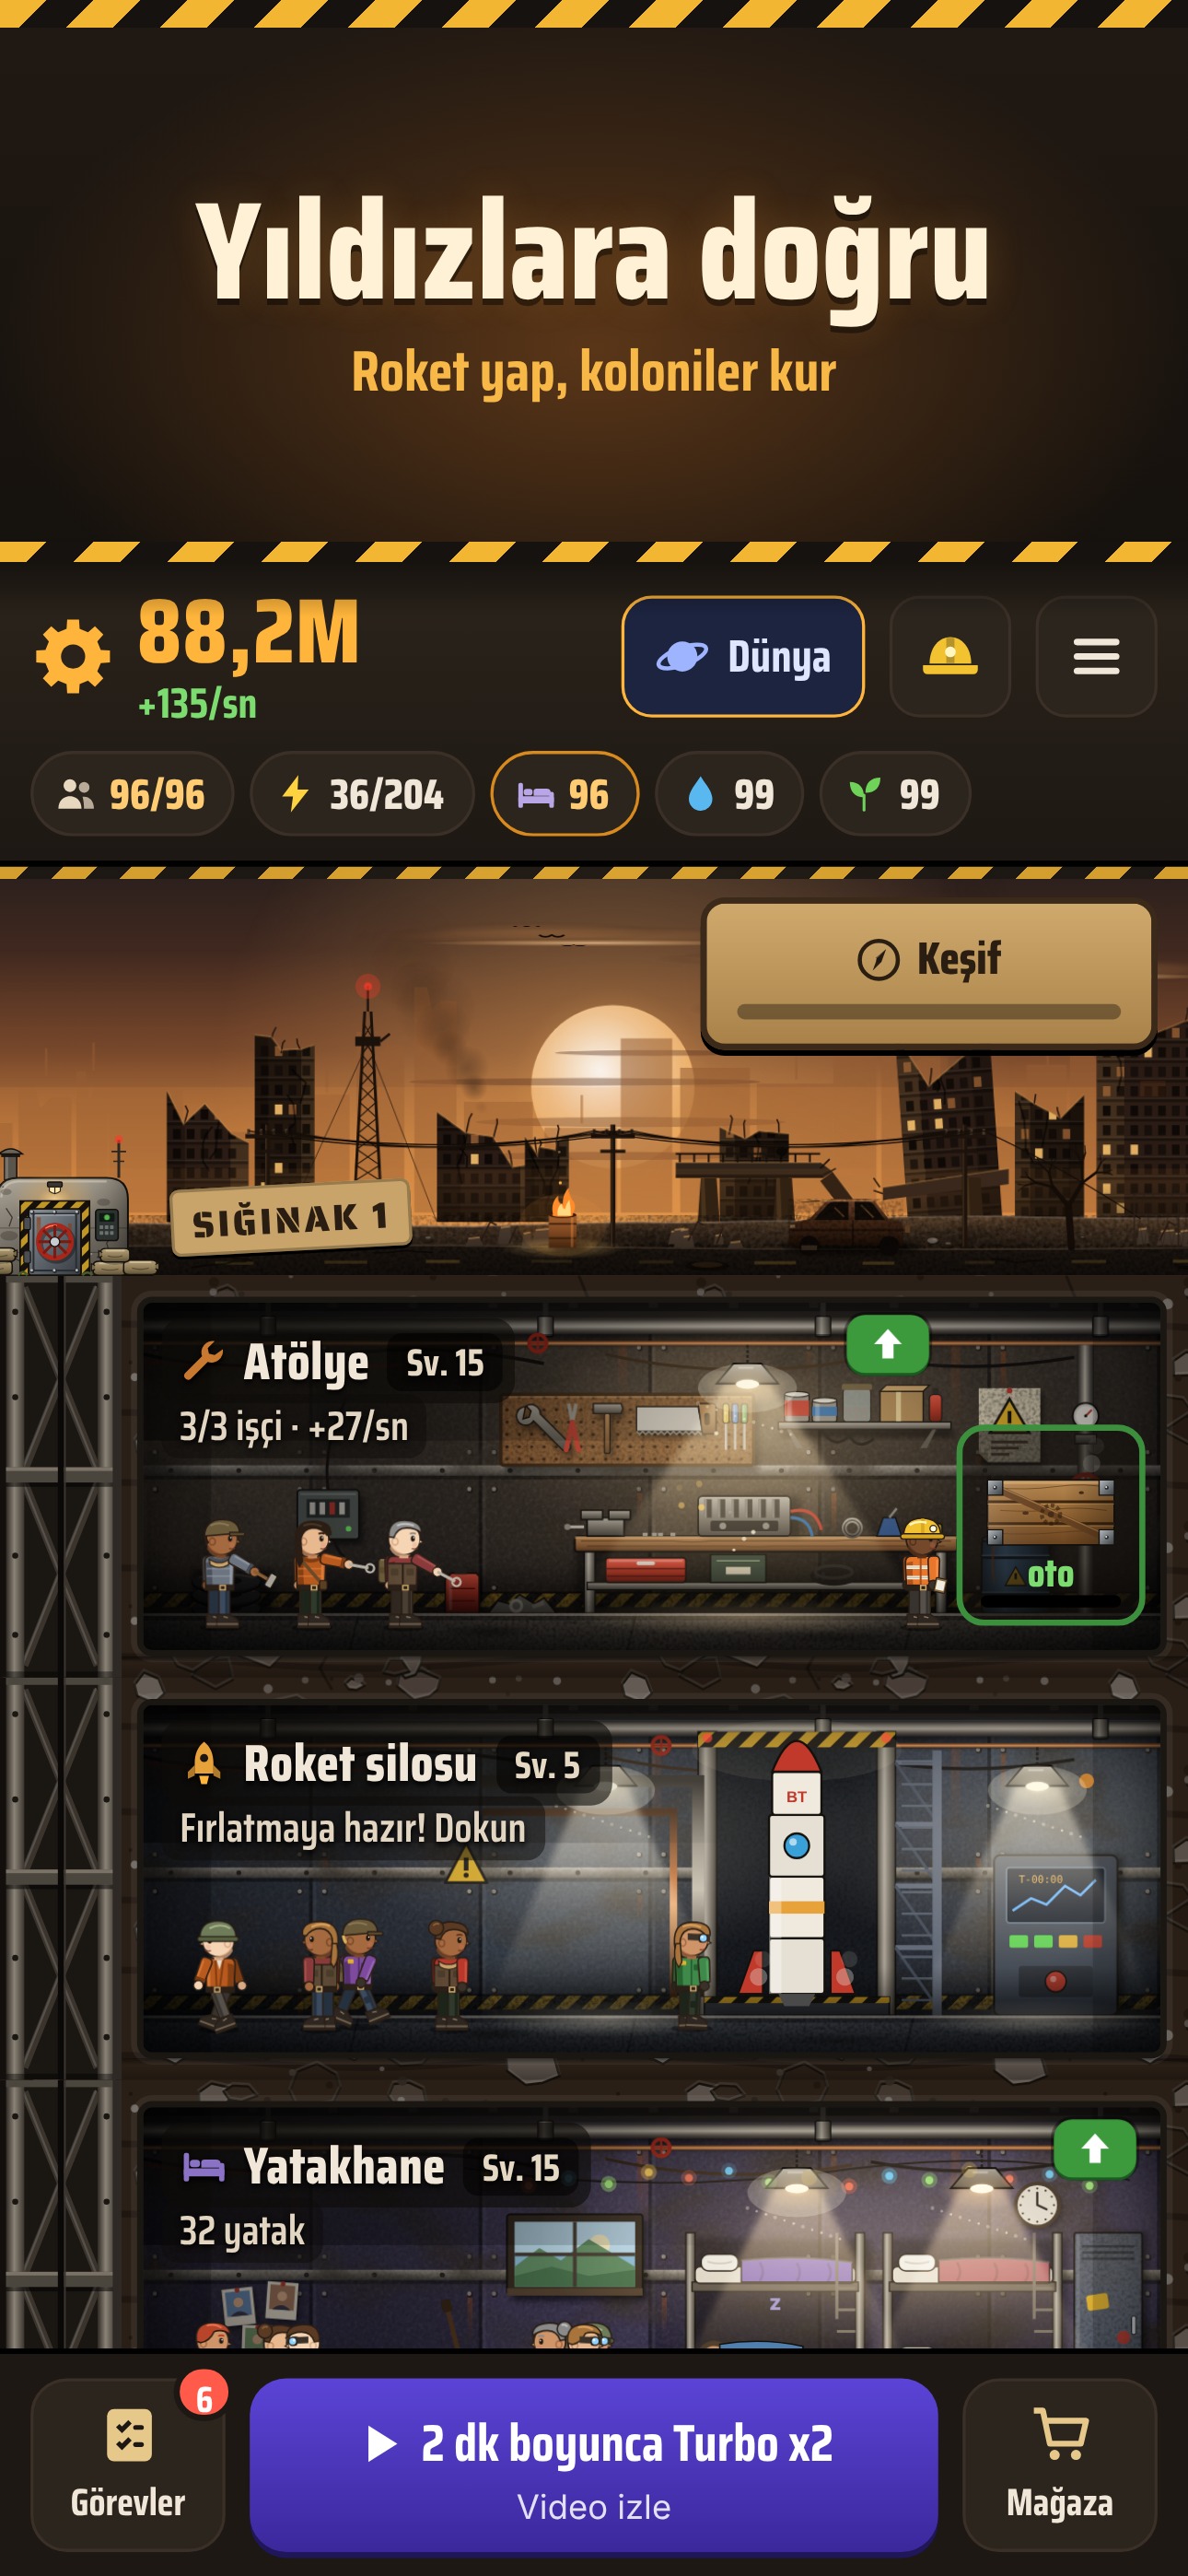 Yıldızlara doğru
Roket yap, koloniler kur
88,2M
+135/sn
Dünya
96/96
36/204
96
99
99
Keşif
SIĞINAK 1
Atölye Sv. 15
3/3 işçi · +27/sn
oto
Roket silosu Sv. 5
Fırlatmaya hazır! Dokun
BT
T-00:00
Yatakhane Sv. 15
32 yatak
z
6
Görevler
2 dk boyunca Turbo x2
Video izle
Mağaza